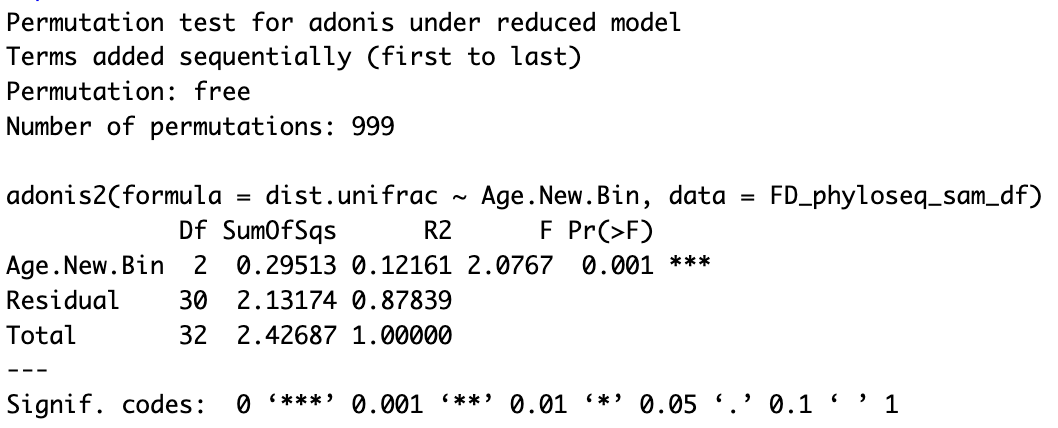 Permutation test for adonis under reduced model
Terms added sequentially (first to last)
Permutation: free
Number of permutations: 999

adonis2(formula = dist.unifrac ~ Age.New.Bin, data = FD_phyloseq_sam_df)
            Df SumOfSqs      R2      F Pr(>F)
Age.New.Bin  2  0.29513 0.12161 2.0767  0.001 ***
Residual    30  2.13174 0.87839
Total       32  2.42687 1.00000
---
Signif. codes:  0 ‘***’ 0.001 ‘**’ 0.01 ‘*’ 0.05 ‘.’ 0.1 ‘ ’ 1